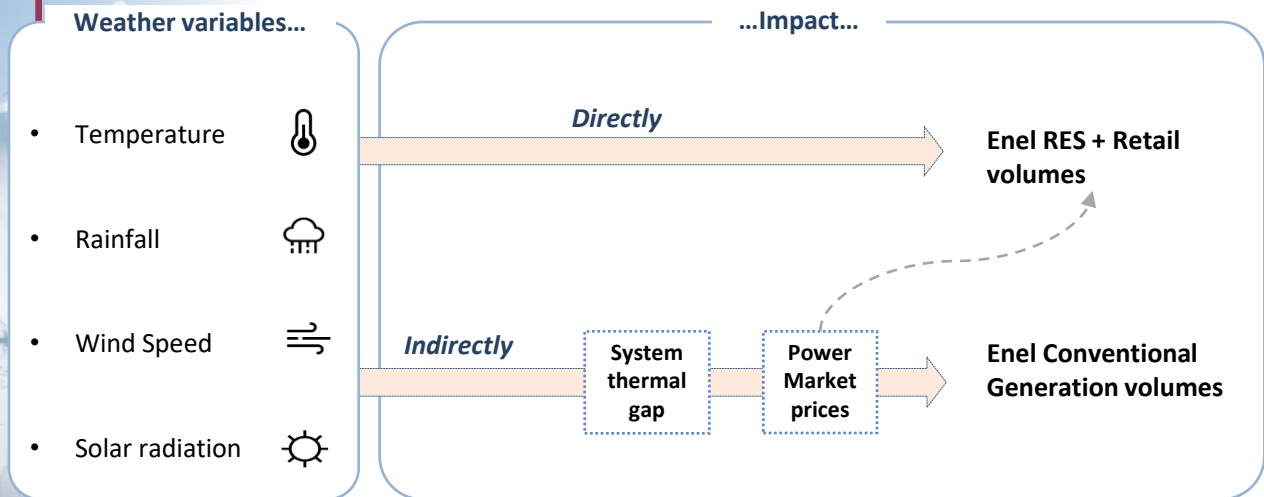 Weather variables…
…Impact…
• Temperature
• Rainfall
• Wind Speed
• Solar radiation
Directly
Enel RES + Retail
volumes
Indirectly
System
thermal
gap
Power
Market
prices
Enel Conventional
Generation volumes